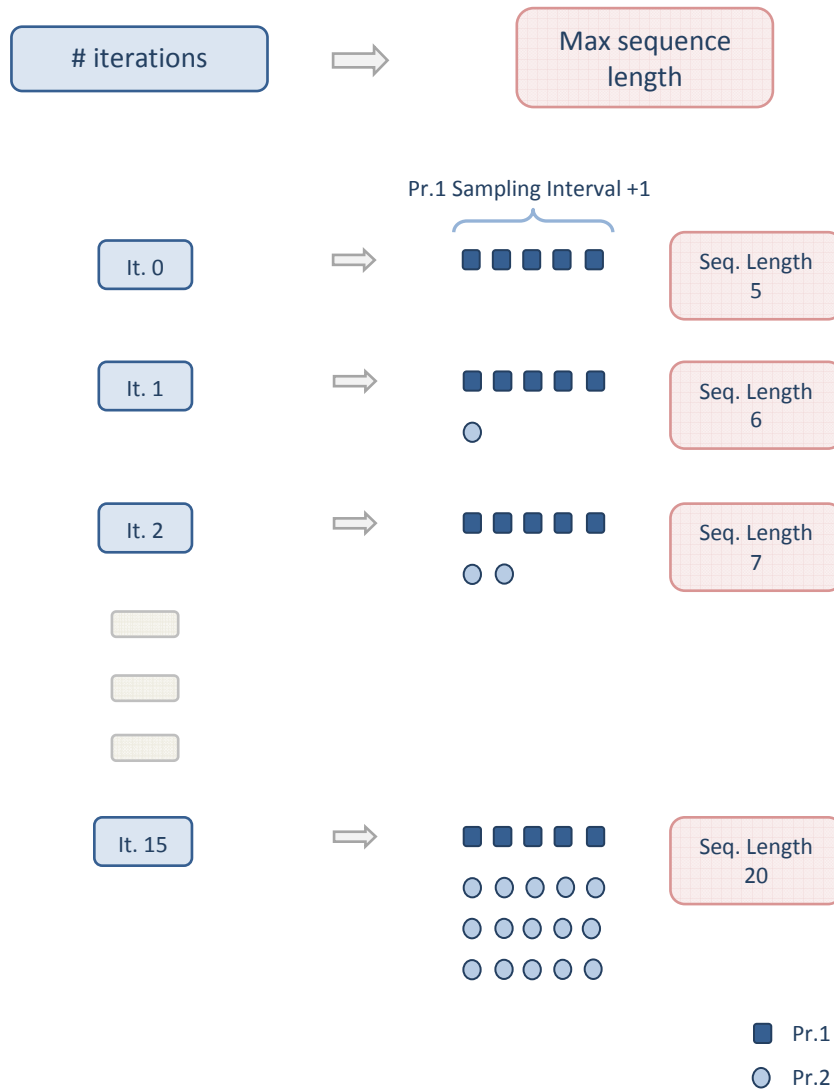 # iterations
Max sequence
length
Pr.1 Sampling Interval +1
It. 0
Seq. Length
5
It. 1
Seq. Length
6
It. 2
Seq. Length
7
It. 15
Seq. Length
20
Pr.1
Pr.2